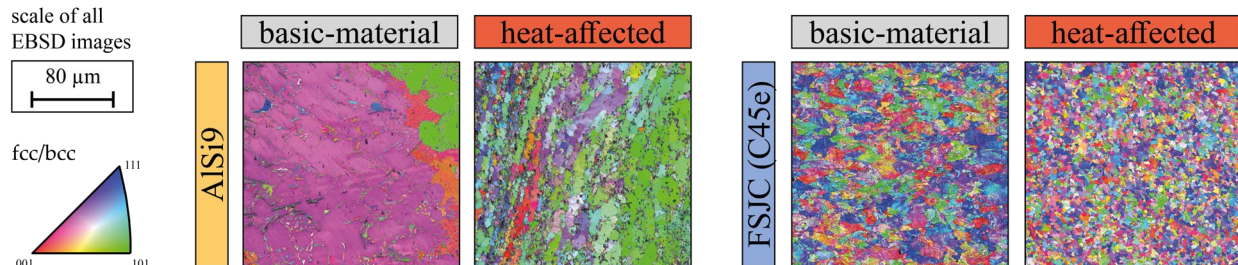 scale of all
EBSD images
80 µm
fcc/bcc
111
001
101
basic-material
heat-affected
AlSi9
basic-material
heat-affected
FSJC (C45e)